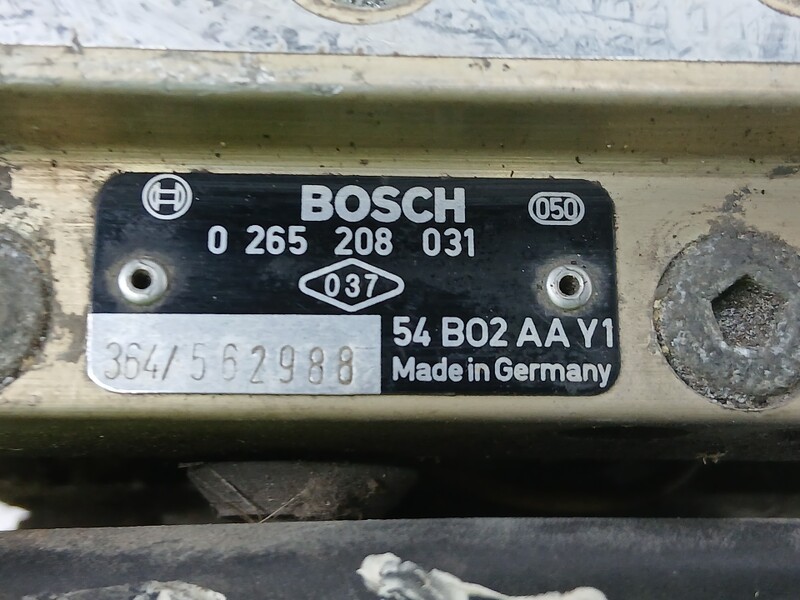 BOSCH 050
0 265 208 031
037
54 B02 AA Y1
364/562988
Made in Germany